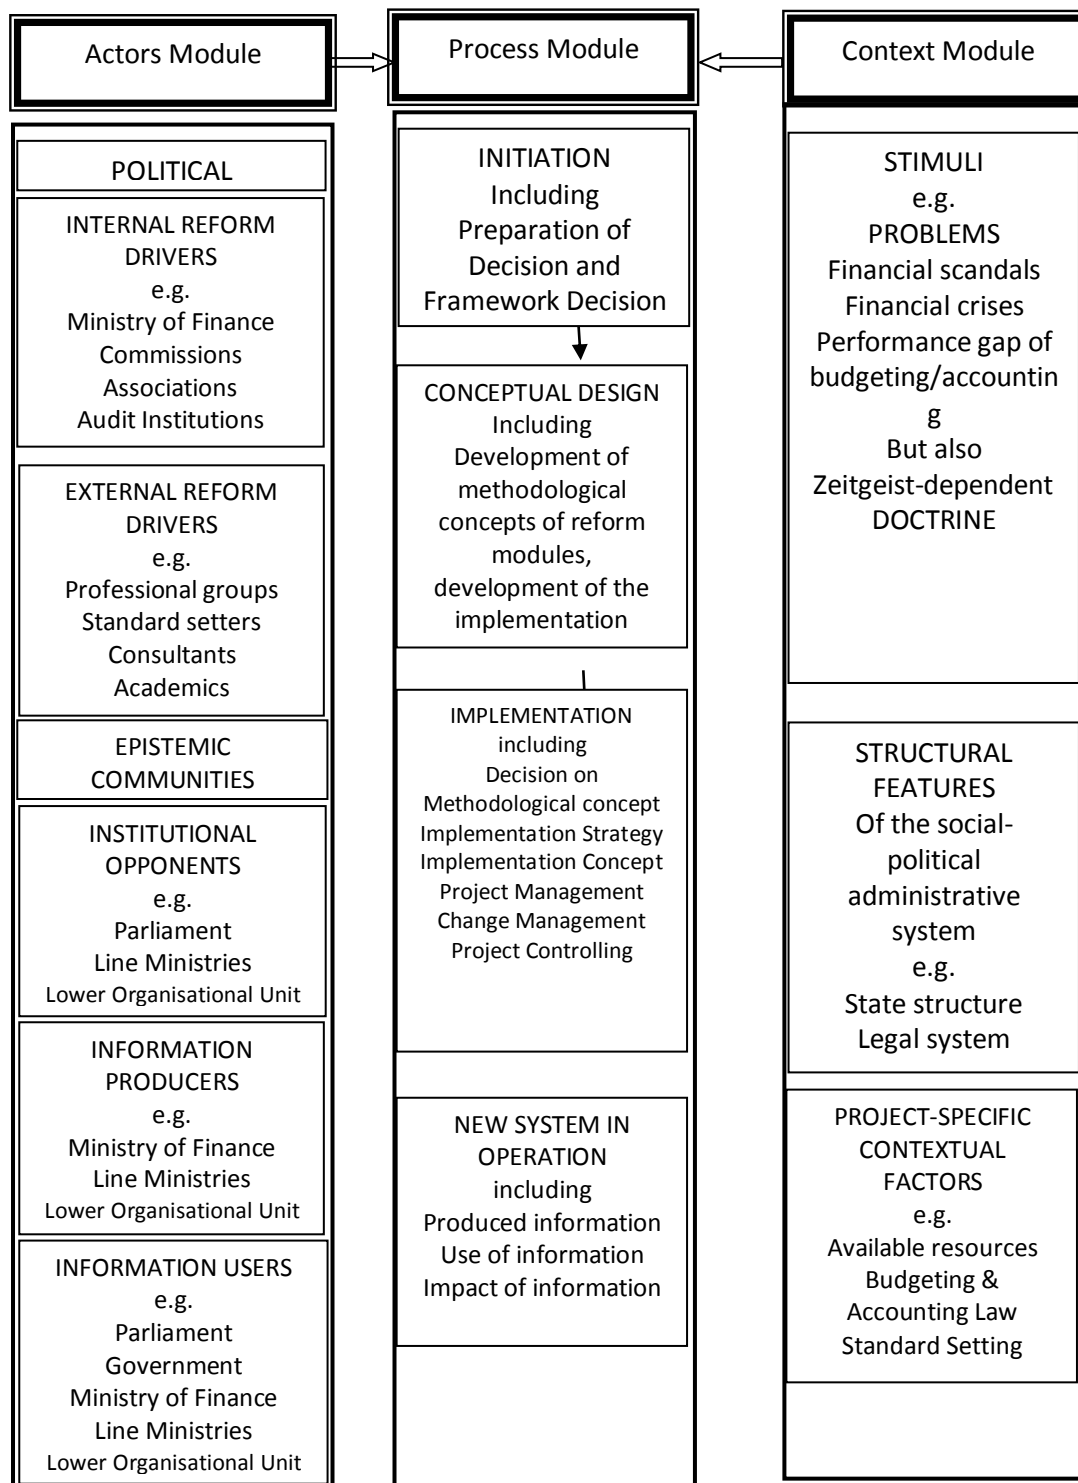 Actors Module
POLITICAL
INTERNAL REFORM
DRIVERS
e.g.
Ministry of Finance
Commissions
Associations
Audit Institutions
EXTERNAL REFORM
DRIVERS
e.g.
Professional groups
Standard setters
Consultants
Academics
EPISTEMIC
COMMUNITIES
INSTITUTIONAL
OPPONENTS
e.g.
Parliament
Line Ministries
Lower Organisational Unit
INFORMATION
PRODUCERS
e.g.
Ministry of Finance
Line Ministries
Lower Organisational Unit
INFORMATION USERS
e.g.
Parliament
Government
Ministry of Finance
Line Ministries
Lower Organisational Unit
Process Module
INITIATION
Including
Preparation of
Decision and
Framework Decision
CONCEPTUAL DESIGN
Including
Development of
methodological
concepts of reform
modules,
development of the
implementation
IMPLEMENTATION
including
Decision on
Methodological concept
Implementation Strategy
Implementation Concept
Project Management
Change Management
Project Controlling
NEW SYSTEM IN
OPERATION
including
Produced information
Use of information
Impact of information
Context Module
STIMULI
e.g.
PROBLEMS
Financial scandals
Financial crises
Performance gap of
budgeting/accountin
g
But also
Zeitgeist-dependent
DOCTRINE
STRUCTURAL
FEATURES
Of the social-
political
administrative
system
e.g.
State structure
Legal system
PROJECT-SPECIFIC
CONTEXTUAL
FACTORS
e.g.
Available resources
Budgeting &
Accounting Law
Standard Setting